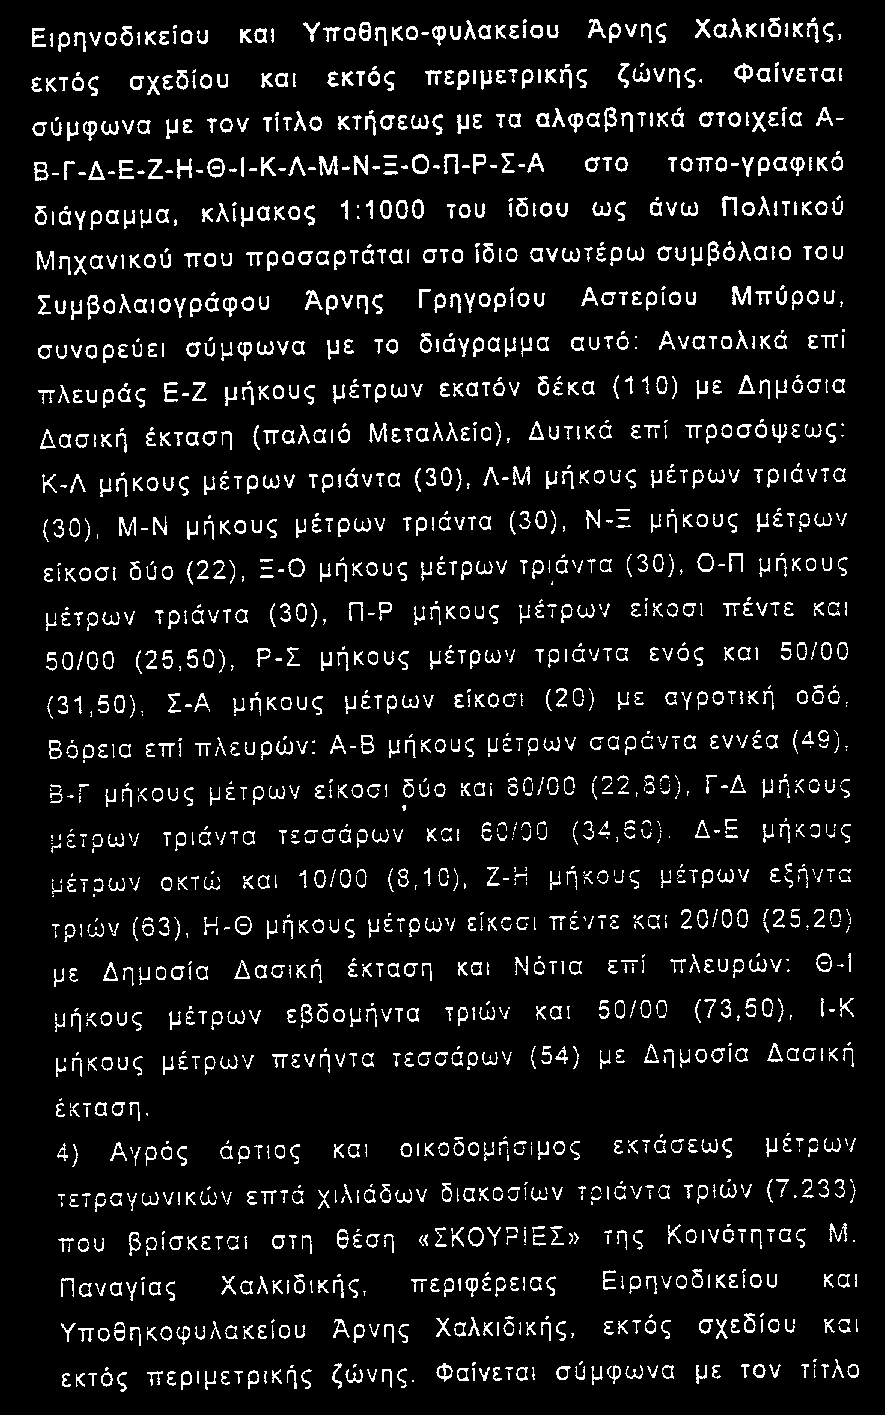 Ειρηνοδικείου και Υποθηκο-φυλακείου Άρνης Χαλκιδικής,
εκτός σχεδίου και εκτός περιμετρικής ζώνης. Φαίνεται
σύμφωνα με τον τίτλο κτήσεως με τα αλφαβητικά στοιχεία Α-
Β-Γ-Δ-Ε-Ζ-Η-Θ-Ι-Κ-Λ-Μ-Ν-Ξ-Ο-Π-Ρ-Σ-Α στο τοπο-γραφικό
διάγραμμα, κλίμακος 1:1000 του ίδιου ως άνω Πολιτικού
Μηχανικού που προσαρτάται στο ίδιο ανωτέρω συμβόλαιο του
Συμβολαιογράφου Άρνης Γρηγορίου Αστερίου Μπύρου,
συνορεύει σύμφωνα με το διάγραμμα αυτό: Ανατολικά επί
πλευράς Ε-Ζ μήκους μέτρων εκατόν δέκα (110) με Δημόσια
Δασική έκταση (παλαιό Μεταλλείο), Δυτικά επί προσόψεως:
Κ-Λ μήκους μέτρων τριάντα (30), Λ-Μ μήκους μέτρων τριάντα
(30), Μ-Ν μήκους μέτρων τριάντα (30), Ν-Ξ μήκους μέτρων
είκοσι δύο (22), Ξ-Ο μήκους μέτρων τριάντα (30), Ο-Π μήκους
μέτρων τριάντα (30), Π-Ρ μήκους μέτρων είκοσι πέντε και
50/00 (25,50), Ρ-Σ μήκους μέτρων τριάντα ενός και 50/00
(31,50), Σ-Α μήκους μέτρων είκοσι (20) με αγροτική οδό,
Βόρεια επί πλευρών: Α-Β μήκους μέτρων σαράντα εννέα (49),
Β-Γ μήκους μέτρων είκοσι δύο και 80/00 (22,80), Γ-Δ μήκους
μέτρων τριάντα τεσσάρων και 60/00 (34,60), Δ-Ε μήκους
μέτρων οκτώ και 10/00 (8,10), Ζ-Η μήκους μέτρων εξήντα
τριών (63), Η-Θ μήκους μέτρων είκοσι πέντε και 20/00 (25,20)
με Δημοσία Δασική έκταση και Νότια επί πλευρών: Θ-Ι
μήκους μέτρων εβδομήντα τριών και 50/00 (73,50), Ι-Κ
μήκους μέτρων πενήντα τεσσάρων (54) με Δημοσία Δασική
έκταση.
4) Αγρός άρτιος και οικοδομήσιμος εκτάσεως μέτρων
τετραγωνικών επτά χιλιάδων διακοσίων τριάντα τριών (7.233)
που βρίσκεται στη θέση «ΣΚΟΥΡΙΕΣ» της Κοινότητας Μ.
Παναγίας Χαλκιδικής, περιφέρειας Ειρηνοδικείου και
Υποθηκοφυλακείου Άρνης Χαλκιδικής, εκτός σχεδίου και
εκτός περιμετρικής ζώνης. Φαίνεται σύμφωνα με τον τίτλο